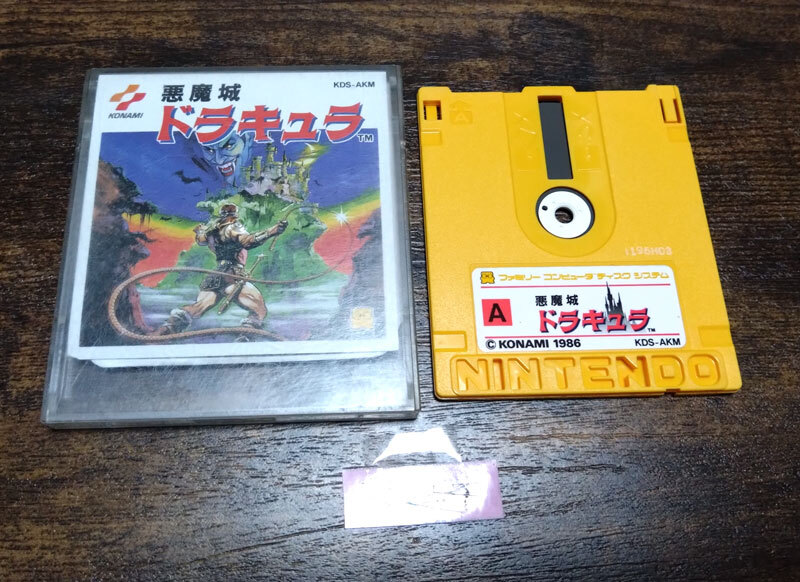 KONAMI
悪魔城
KDS-AKM
ドラキュラ
TM
1196H03
ファミリー コンピュータ ディスク システム
A
悪魔城
ドラキュラ
TM
© KONAMI 1986
KDS-AKM
NINTENDO